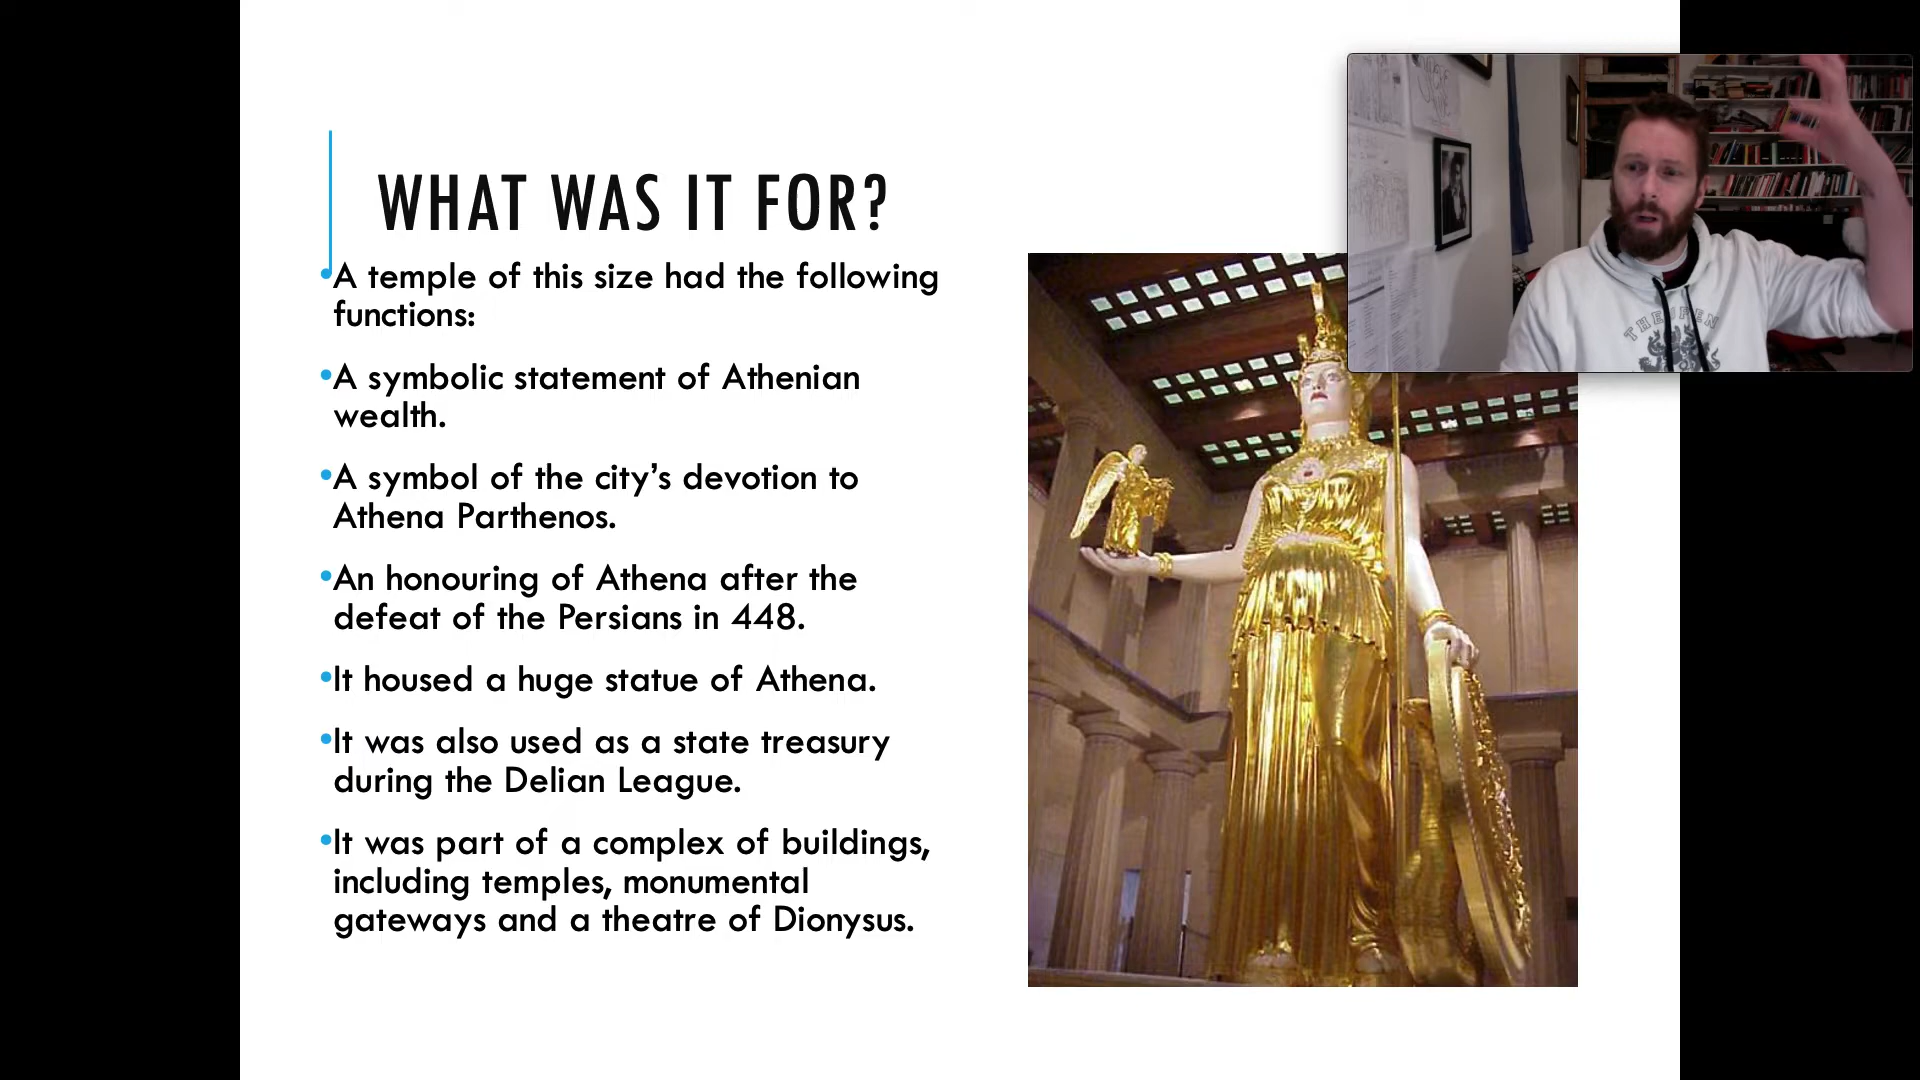 WHAT WAS IT FOR?
•A temple of this size had the following
functions:
•A symbolic statement of Athenian
wealth.
•A symbol of the city’s devotion to
Athena Parthenos.
•An honouring of Athena after the
defeat of the Persians in 448.
•It housed a huge statue of Athena.
•It was also used as a state treasury
during the Delian League.
•It was part of a complex of buildings,
including temples, monumental
gateways and a theatre of Dionysus.